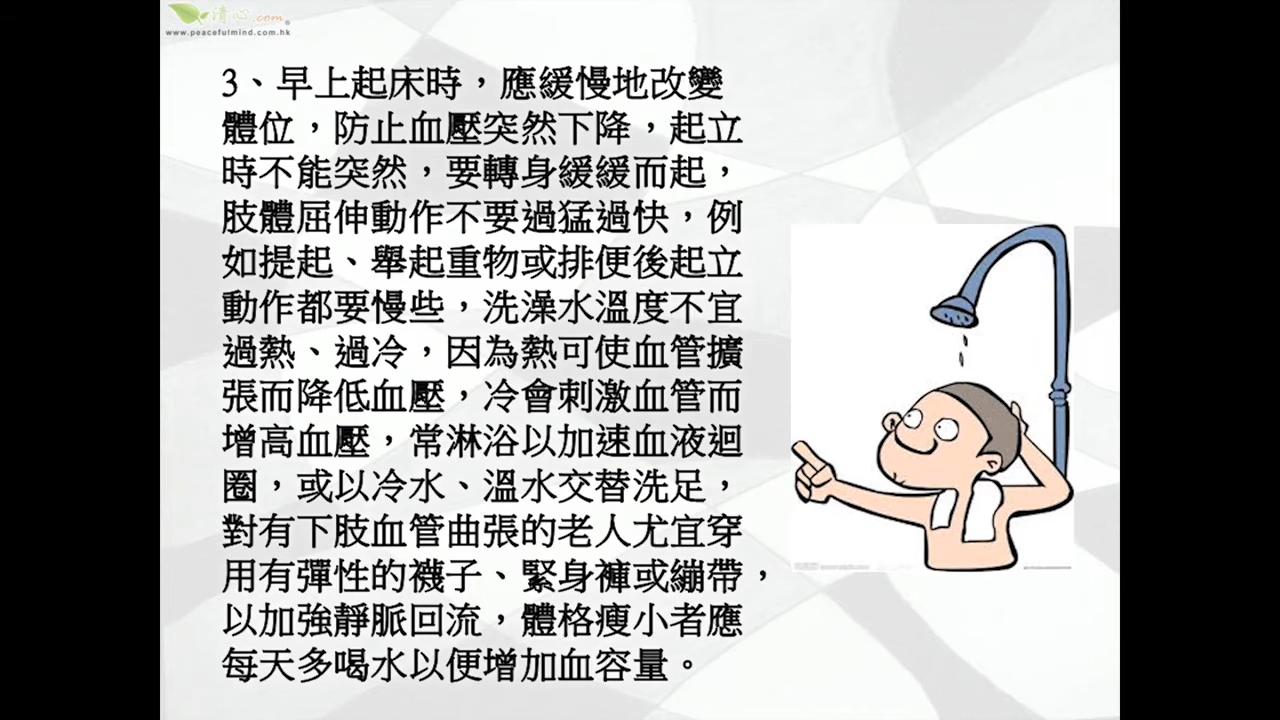 清心.com
www.peacefulmind.com.hk
3、早上起床時，應緩慢地改變
體位，防止血壓突然下降，起立
時不能突然，要轉身緩緩而起，
肢體屈伸動作不要過猛過快，例
如提起、舉起重物或排便後起立
動作都要慢些，洗澡水溫度不宜
過熱、過冷，因為熱可使血管擴
張而降低血壓，冷會刺激血管而
增高血壓，常淋浴以加速血液迴
圈，或以冷水、溫水交替洗足，
對有下肢血管曲張的老人尤宜穿
用有彈性的襪子、緊身褲或繃帶，
以加強靜脈回流，體格瘦小者應
每天多喝水以便增加血容量。